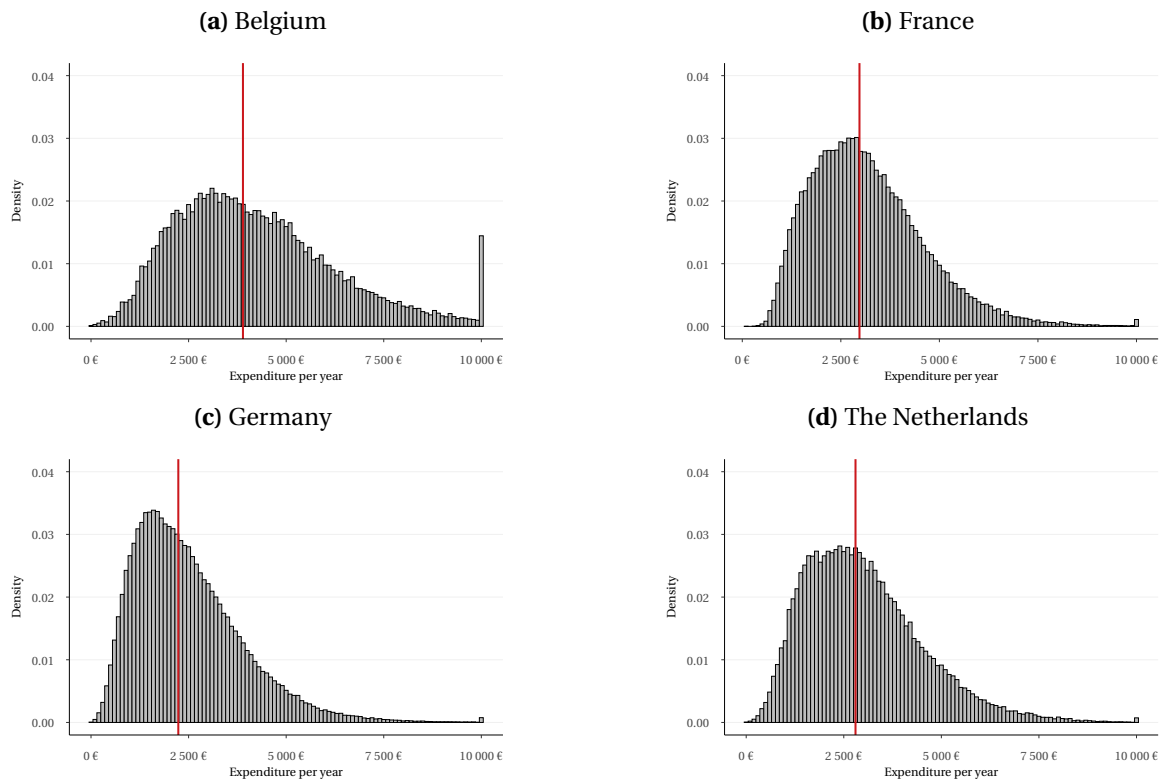 (a) Belgium
0.04
0.03
0.02
0.01
0.00
Density
0 €
2 500 €
5 000 €
7 500 €
10 000 €
Expenditure per year
(b) France
0.04
0.03
0.02
0.01
0.00
Density
0 €
2 500 €
5 000 €
7 500 €
10 000 €
Expenditure per year
(c) Germany
0.04
0.03
0.02
0.01
0.00
Density
0 €
2 500 €
5 000 €
7 500 €
10 000 €
Expenditure per year
(d) The Netherlands
0.04
0.03
0.02
0.01
0.00
Density
0 €
2 500 €
5 000 €
7 500 €
10 000 €
Expenditure per year